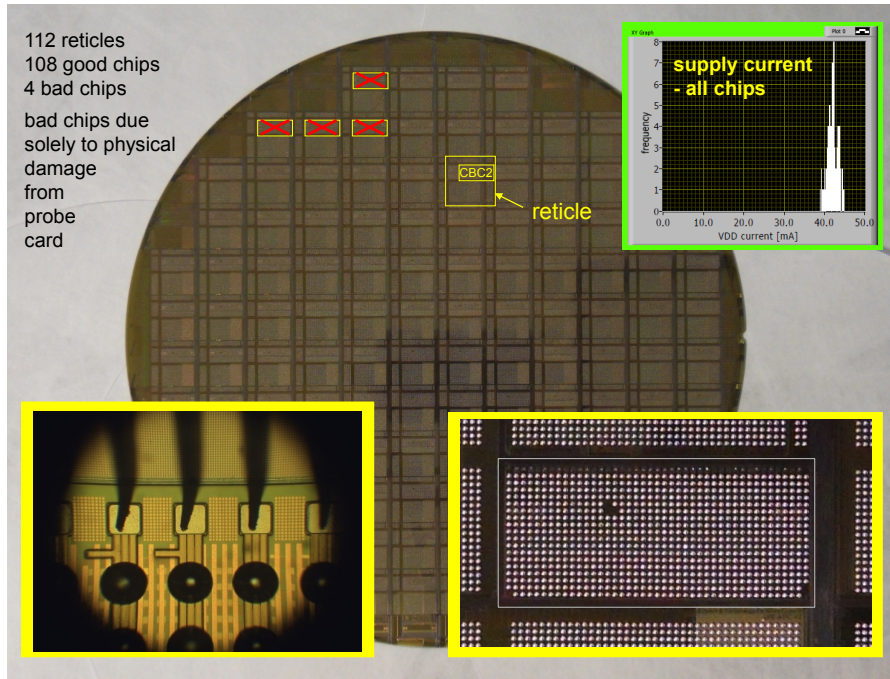 112 reticles
108 good chips
4 bad chips
bad chips due
solely to physical
damage
from
probe
card
CBC2
reticle
XY Graph
Plot 0
supply current
- all chips
frequency
8
7
6
5
4
3
2
1
0
0.0 10.0 20.0 30.0 40.0 50.0
VDD current [mA]